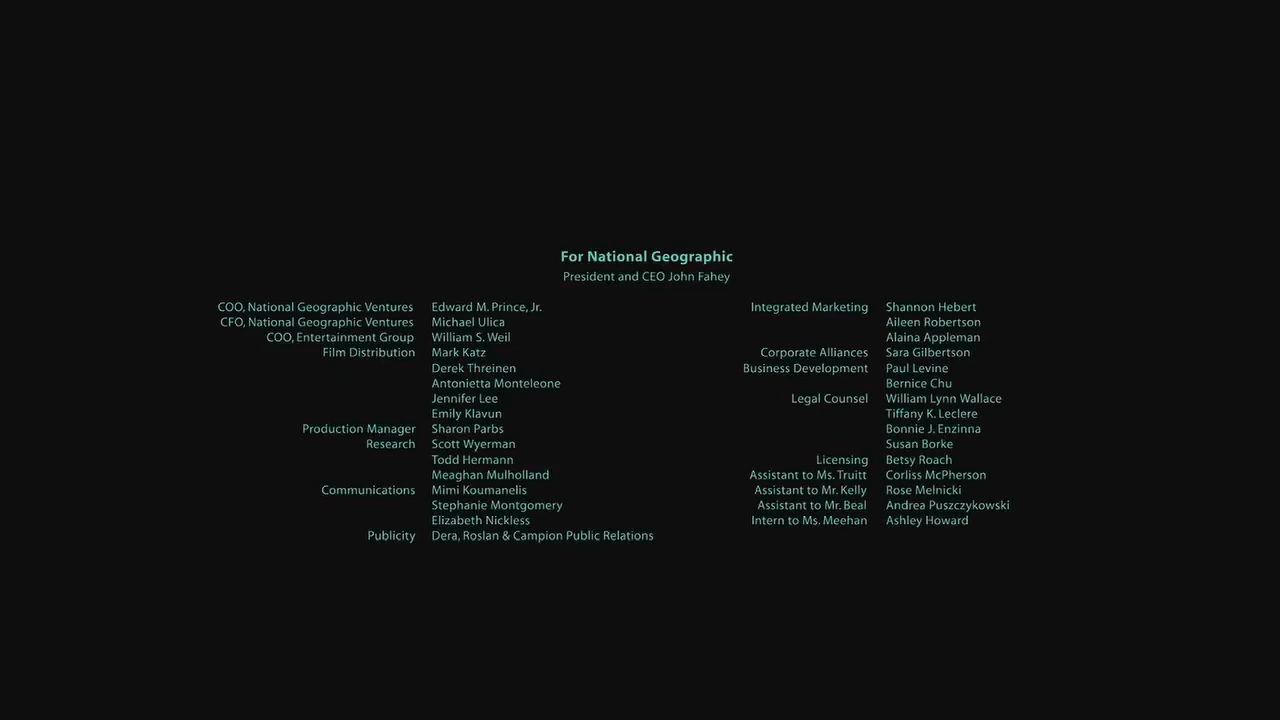 For National Geographic
President and CEO John Fahey
COO, National Geographic Ventures Edward M. Prince, Jr.
CFO, National Geographic Ventures Michael Ulica
COO, Entertainment Group William S. Weil
Film Distribution Mark Katz
Derek Threinen
Antonietta Monteleone
Jennifer Lee
Emily Klavun
Production Manager Sharon Parbs
Research Scott Wyerman
Todd Hermann
Meaghan Mulholland
Communications Mimi Koumanelis
Stephanie Montgomery
Elizabeth Nickless
Publicity Dera, Roslan & Campion Public Relations
Integrated Marketing Shannon Hebert
Aileen Robertson
Alaina Appleman
Corporate Alliances Sara Gilbertson
Business Development Paul Levine
Bernice Chu
Legal Counsel William Lynn Wallace
Tiffany K. Leclere
Bonnie J. Enzinna
Susan Borke
Licensing Betsy Roach
Assistant to Ms. Truitt Corliss McPherson
Assistant to Mr. Kelly Rose Melnicki
Assistant to Mr. Beal Andrea Puszczykowski
Intern to Ms. Meehan Ashley Howard